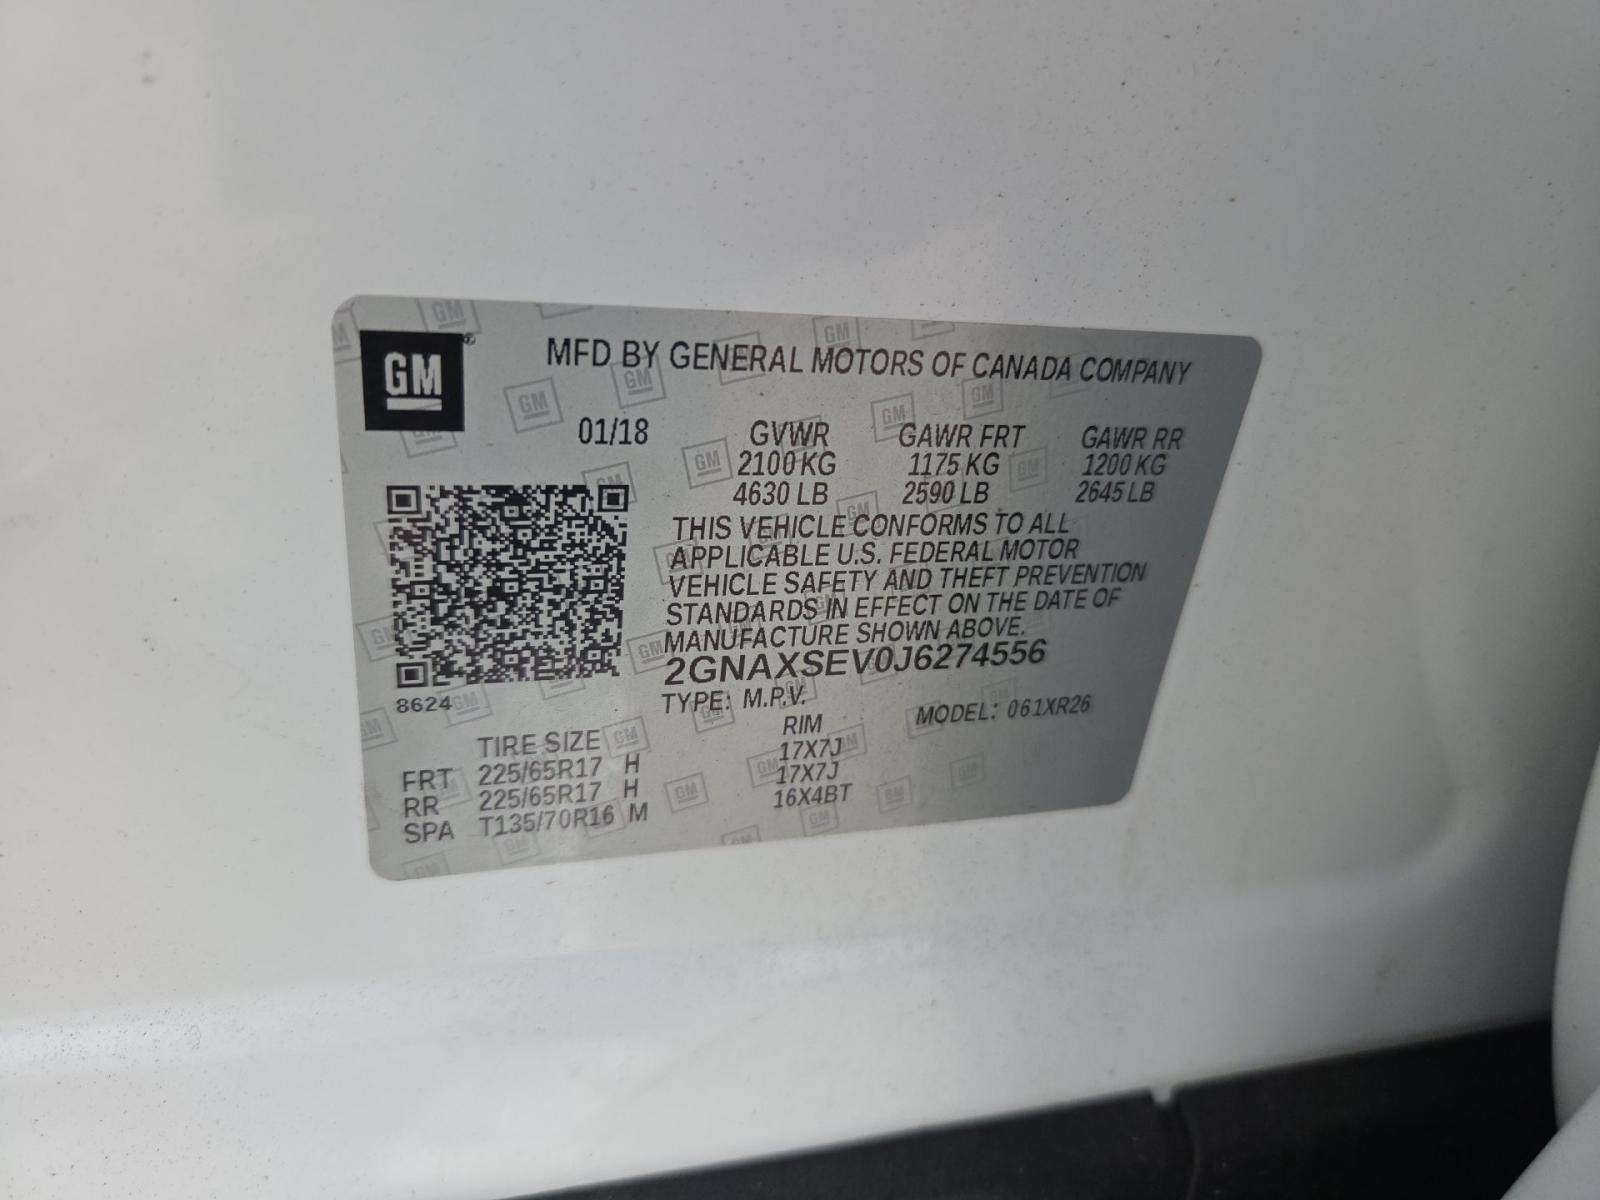 GM
MFD BY GENERAL MOTORS OF CANADA COMPANY
01/18 GVWR GAWR FRT GAWR RR
2100 KG 1175 KG 1200 KG
4630 LB 2590 LB 2645 LB
THIS VEHICLE CONFORMS TO ALL
APPLICABLE U.S. FEDERAL MOTOR
VEHICLE SAFETY AND THEFT PREVENTION
STANDARDS IN EFFECT ON THE DATE OF
MANUFACTURE SHOWN ABOVE.
2GNAXSEV0J6274556
8624
TYPE: M.P.V. MODEL: 061XR26
TIRE SIZE RIM
FRT 225/65R17 H 17X7J
RR 225/65R17 H 17X7J
SPA T135/70R16 M 16X4BT